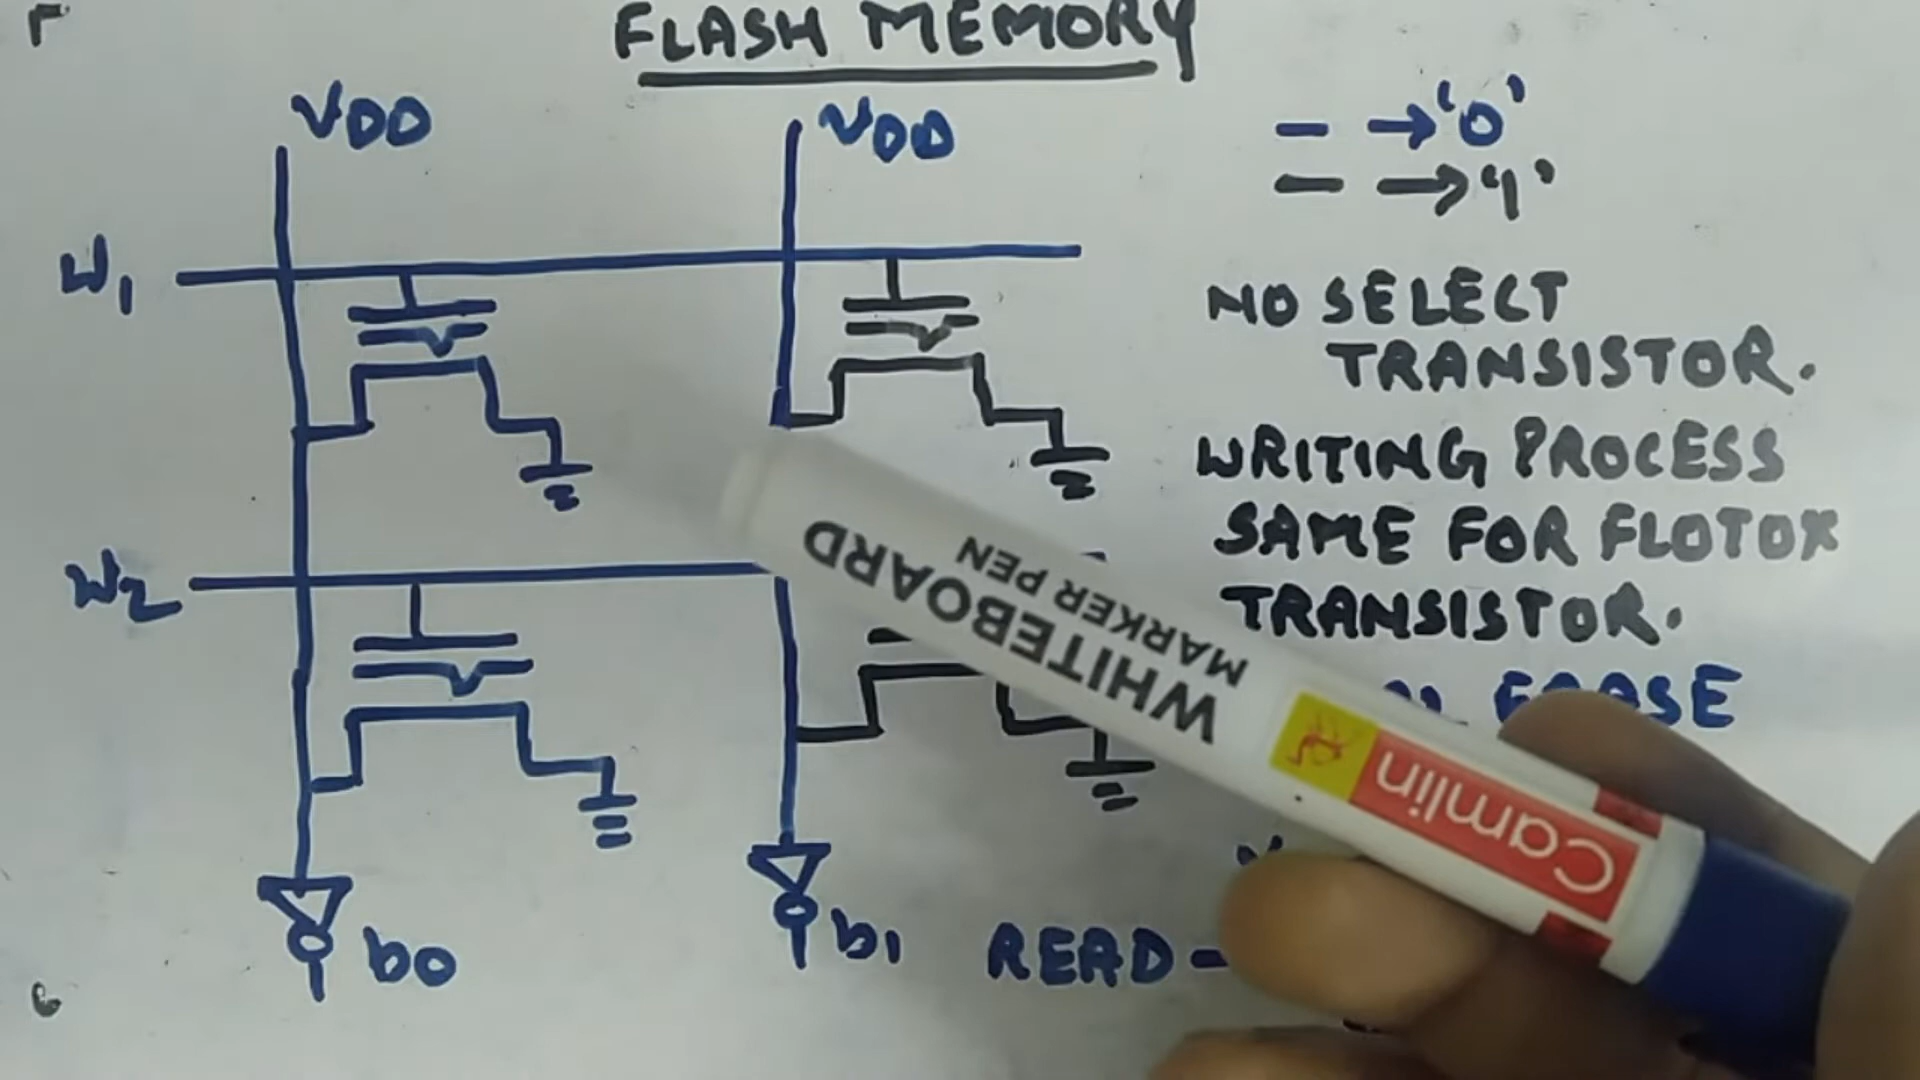 FLASH MEMORY
VDD
VDD
— →'0'
— →'1'
W1
NO SELECT
TRANSISTOR.
WRITING PROCESS
SAME FOR FLOTOX
TRANSISTOR.
W2
WHITEBOARD
MARKER PEN
Camlin
b0
b1
READ-